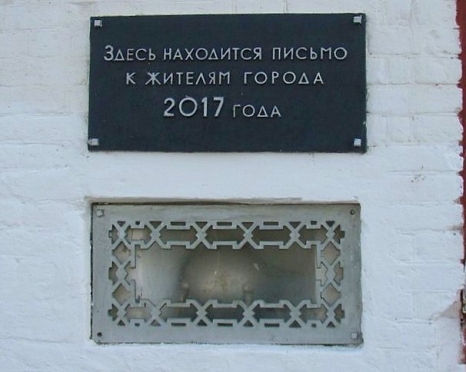 Здесь находится письмо
к жителям города
2017 года